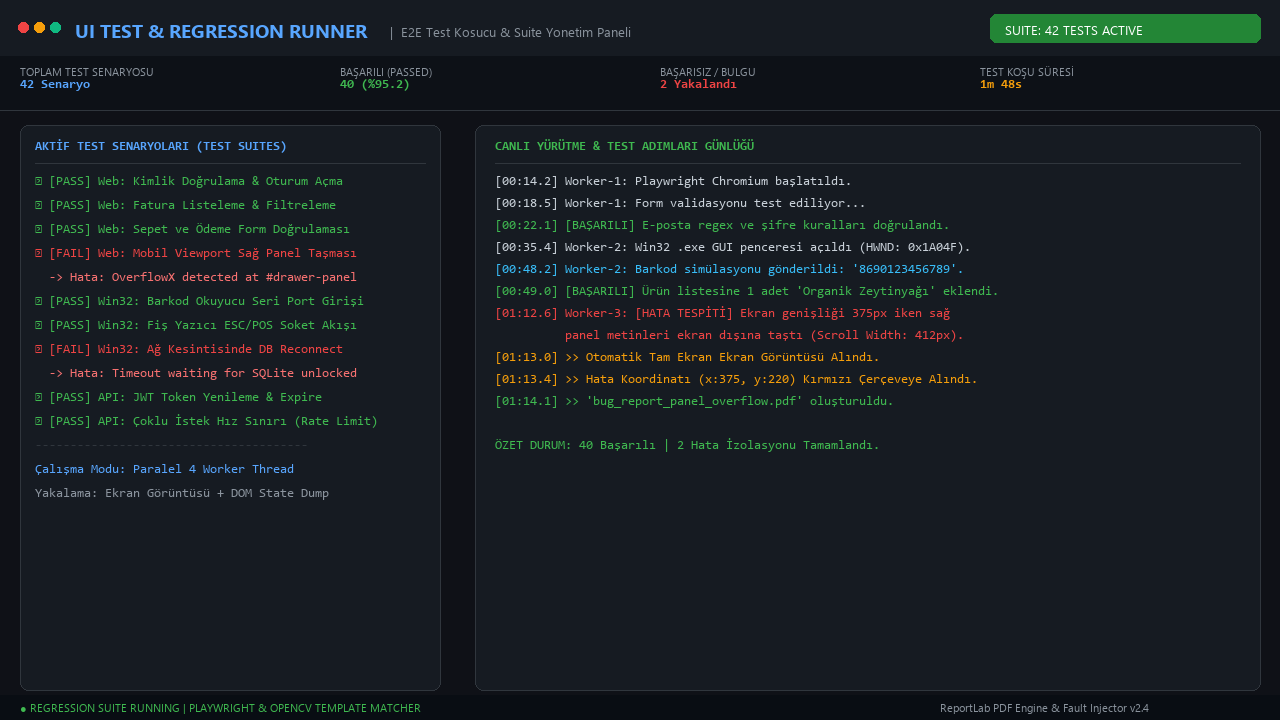 UI TEST & REGRESSION RUNNER | E2E Test Kosucu & Suite Yonetim Paneli
SUITE: 42 TESTS ACTIVE
TOPLAM TEST SENARYOSU
42 Senaryo
BAŞARILI (PASSED)
40 (%95.2)
BAŞARISIZ / BULGU
2 Yakalandı
TEST KOŞU SÜRESİ
1m 48s
AKTİF TEST SENARYOLARI (TEST SUITES)
[PASS] Web: Kimlik Doğrulama & Oturum Açma
[PASS] Web: Fatura Listeleme & Filtreleme
[PASS] Web: Sepet ve Ödeme Form Doğrulaması
[FAIL] Web: Mobil Viewport Sağ Panel Taşması
-> Hata: OverflowX detected at #drawer-panel
[PASS] Win32: Barkod Okuyucu Seri Port Girişi
[PASS] Win32: Fiş Yazıcı ESC/POS Soket Akışı
[FAIL] Win32: Ağ Kesintisinde DB Reconnect
-> Hata: Timeout waiting for SQLite unlocked
[PASS] API: JWT Token Yenileme & Expire
[PASS] API: Çoklu İstek Hız Sınırı (Rate Limit)
---------------------------------------
Çalışma Modu: Paralel 4 Worker Thread
Yakalama: Ekran Görüntüsü + DOM State Dump
CANLI YÜRÜTME & TEST ADIMLARI GÜNLÜĞÜ
[00:14.2] Worker-1: Playwright Chromium başlatıldı.
[00:18.5] Worker-1: Form validasyonu test ediliyor...
[00:22.1] [BAŞARILI] E-posta regex ve şifre kuralları doğrulandı.
[00:35.4] Worker-2: Win32 .exe GUI penceresi açıldı (HWND: 0x1A04F).
[00:48.2] Worker-2: Barkod simülasyonu gönderildi: '8690123456789'.
[00:49.0] [BAŞARILI] Ürün listesine 1 adet 'Organik Zeytinyağı' eklendi.
[01:12.6] Worker-3: [HATA TESPİTİ] Ekran genişliği 375px iken sağ
panel metinleri ekran dışına taştı (Scroll Width: 412px).
[01:13.0] >> Otomatik Tam Ekran Ekran Görüntüsü Alındı.
[01:13.4] >> Hata Koordinatı (x:375, y:220) Kırmızı Çerçeveye Alındı.
[01:14.1] >> 'bug_report_panel_overflow.pdf' oluşturuldu.
ÖZET DURUM: 40 Başarılı | 2 Hata İzolasyonu Tamamlandı.
● REGRESSION SUITE RUNNING | PLAYWRIGHT & OPENCV TEMPLATE MATCHER
ReportLab PDF Engine & Fault Injector v2.4